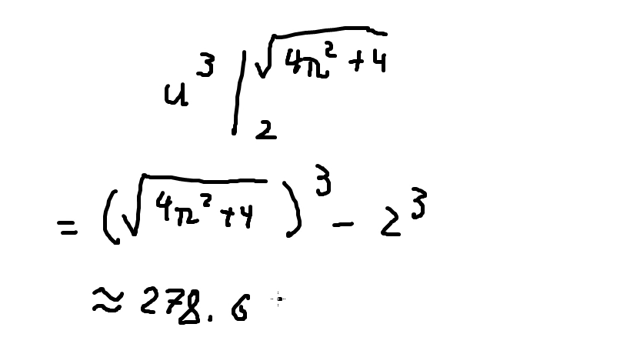 u³ |₂^√(4π²+4)
= (√(4π²+4))³ - 2³
≈ 278.6